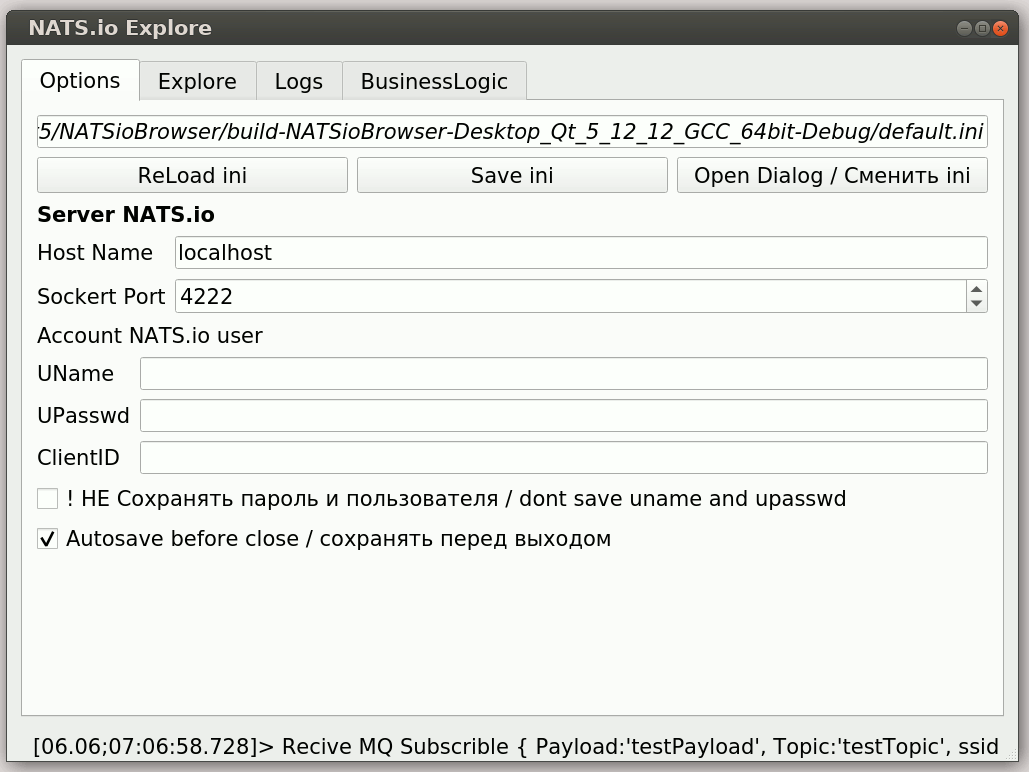 NATS.io Explore
Options Explore Logs BusinessLogic
5/NATSioBrowser/build-NATSioBrowser-Desktop_Qt_5_12_12_GCC_64bit-Debug/default.ini
ReLoad ini Save ini Open Dialog / Сменить ini
Server NATS.io
Host Name localhost
Sockert Port 4222
Account NATS.io user
UName
UPasswd
ClientID
! НЕ Сохранять пароль и пользователя / dont save uname and upasswd
Autosave before close / сохранять перед выходом
[06.06;07:06:58.728]> Recive MQ Subscrible { Payload:'testPayload', Topic:'testTopic', ssid